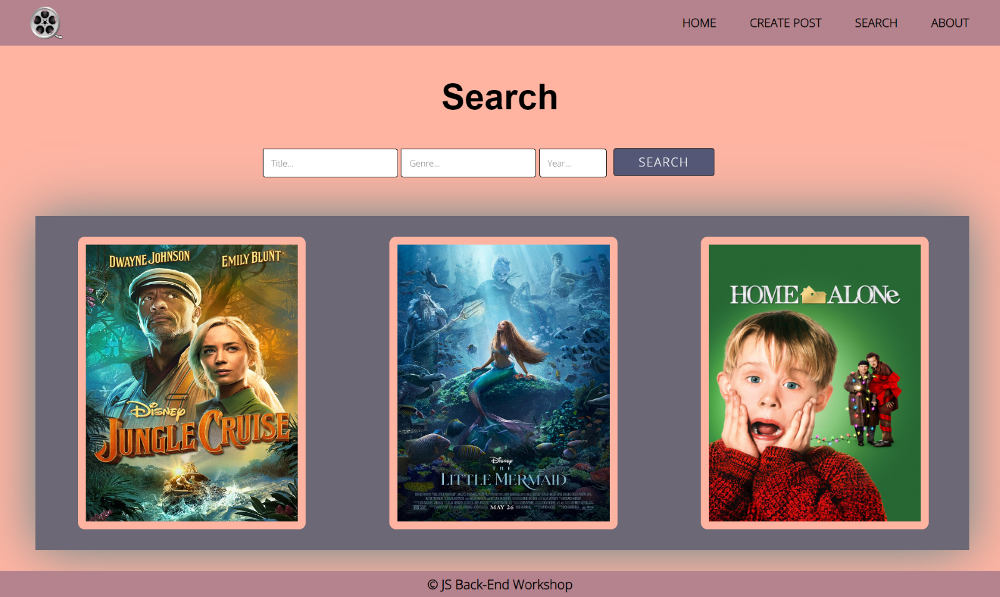 HOME CREATE POST SEARCH ABOUT
Search
Title... Genre... Year... SEARCH
DWAYNE JOHNSON EMILY BLUNT
DISNEY
JUNGLE CRUISE
DISNEY
THE
LITTLE MERMAID
MAY 26
HOME ALONe
© JS Back-End Workshop